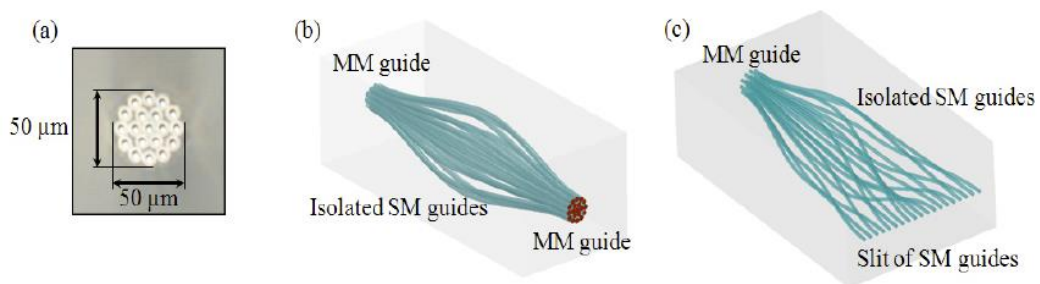 (a)
50 µm
50 µm
(b)
MM guide
Isolated SM guides
MM guide
(c)
MM guide
Isolated SM guides
Slit of SM guides